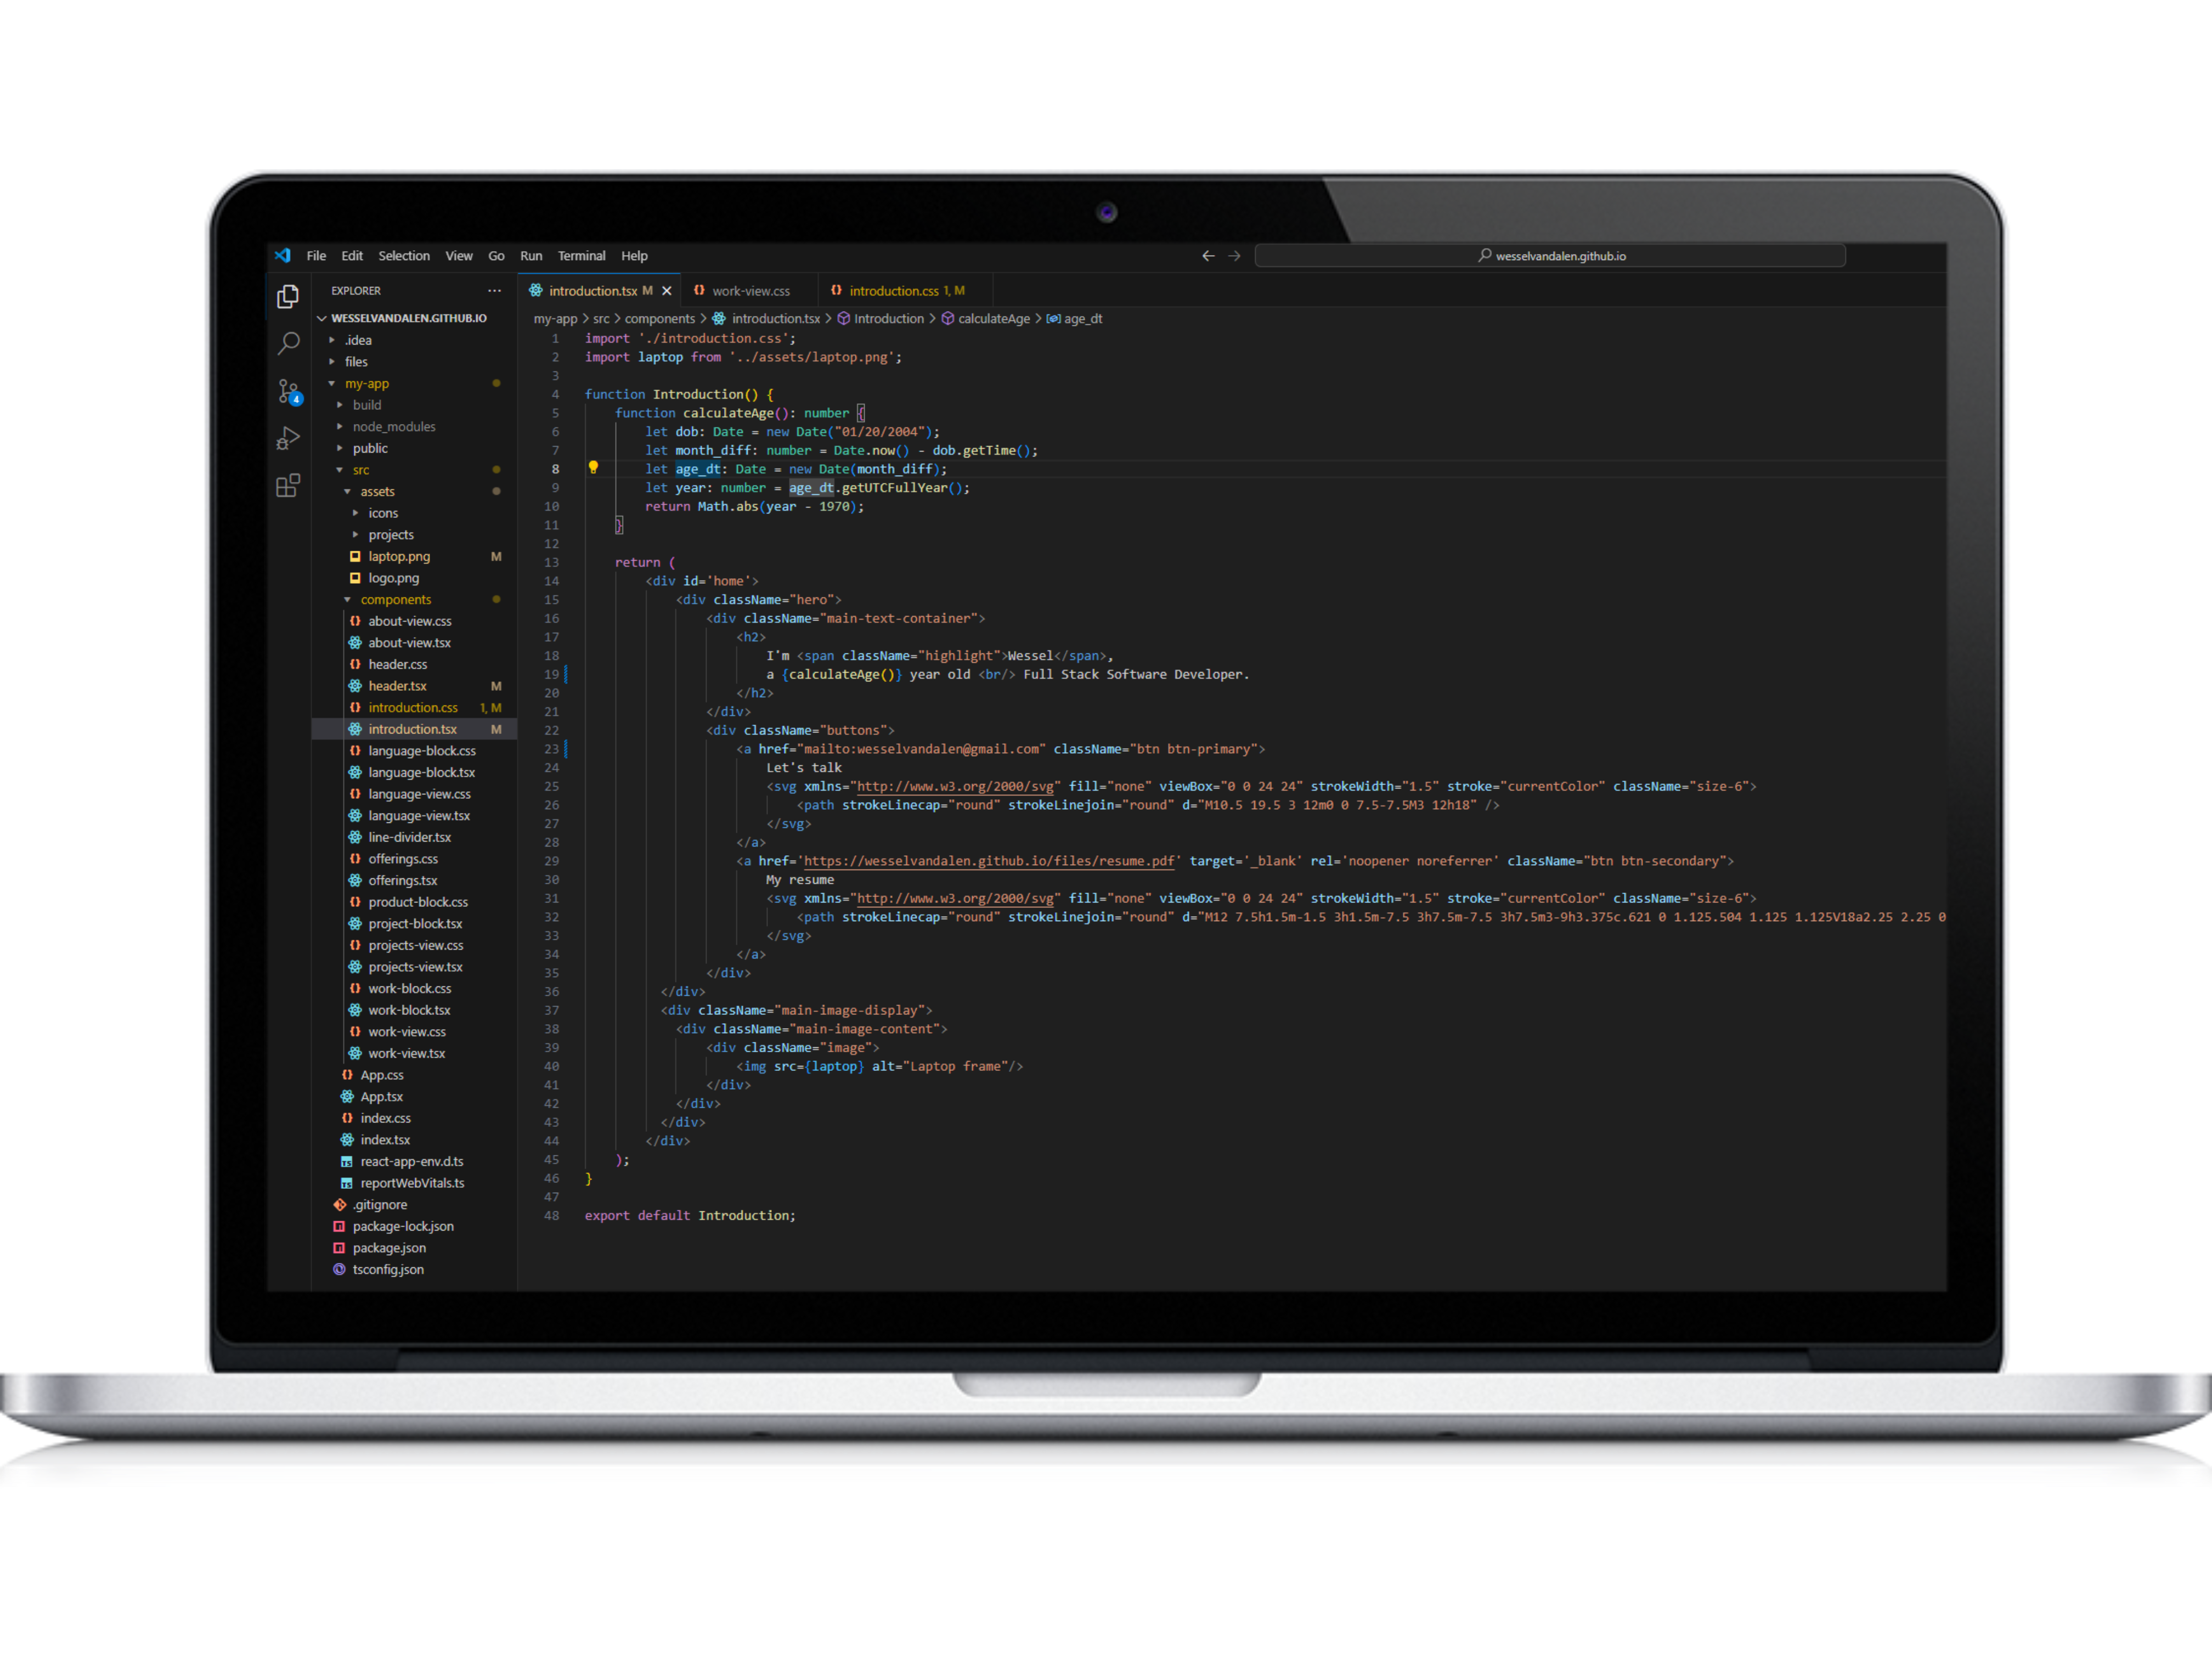 File Edit Selection View Go Run Terminal Help
wesselvandalen.github.io
EXPLORER
WESSELVANDALEN.GITHUB.IO
.idea
files
my-app
build
node_modules
public
src
assets
icons
projects
laptop.png M
logo.png
components
about-view.css
about-view.tsx
header.css
header.tsx M
introduction.css 1, M
introduction.tsx M
language-block.css
language-block.tsx
language-view.css
language-view.tsx
line-divider.tsx
offerings.css
offerings.tsx
product-block.css
project-block.tsx
projects-view.css
projects-view.tsx
work-block.css
work-block.tsx
work-view.css
work-view.tsx
App.css
App.tsx
index.css
index.tsx
react-app-env.d.ts
reportWebVitals.ts
.gitignore
package-lock.json
package.json
tsconfig.json
4
introduction.tsx M work-view.css introduction.css 1, M
my-app > src > components > introduction.tsx > Introduction > calculateAge > age_dt
1 import './introduction.css';
2 import laptop from '../assets/laptop.png';
3
4 function Introduction() {
5 function calculateAge(): number {
6 let dob: Date = new Date("01/20/2004");
7 let month_diff: number = Date.now() - dob.getTime();
8 let age_dt: Date = new Date(month_diff);
9 let year: number = age_dt.getUTCFullYear();
10 return Math.abs(year - 1970);
11 }
12
13 return (
14 <div id='home'>
15 <div className="hero">
16 <div className="main-text-container">
17 <h2>
18 I'm <span className="highlight">Wessel</span>,
19 a {calculateAge()} year old <br/> Full Stack Software Developer.
20 </h2>
21 </div>
22 <div className="buttons">
23 <a href="mailto:wesselvandalen@gmail.com" className="btn btn-primary">
24 Let's talk
25 <svg xmlns="http://www.w3.org/2000/svg" fill="none" viewBox="0 0 24 24" strokeWidth="1.5" stroke="currentColor" className="size-6">
26 <path strokeLinecap="round" strokeLinejoin="round" d="M10.5 19.5 3 12m0 0 7.5-7.5M3 12h18" />
27 </svg>
28 </a>
29 <a href='https://wesselvandalen.github.io/files/resume.pdf' target='_blank' rel='noopener noreferrer' className="btn btn-secondary">
30 My resume
31 <svg xmlns="http://www.w3.org/2000/svg" fill="none" viewBox="0 0 24 24" strokeWidth="1.5" stroke="currentColor" className="size-6">
32 <path strokeLinecap="round" strokeLinejoin="round" d="M12 7.5h1.5m-1.5 3h1.5m-7.5 3h7.5m-7.5 3h7.5m3-9h3.375c.621 0 1.125.504 1.125 1.125V18a2.25 2.25 0
33 </svg>
34 </a>
35 </div>
36 </div>
37 <div className="main-image-display">
38 <div className="main-image-content">
39 <div className="image">
40 <img src={laptop} alt="Laptop frame"/>
41 </div>
42 </div>
43 </div>
44 </div>
45 );
46 }
47
48 export default Introduction;